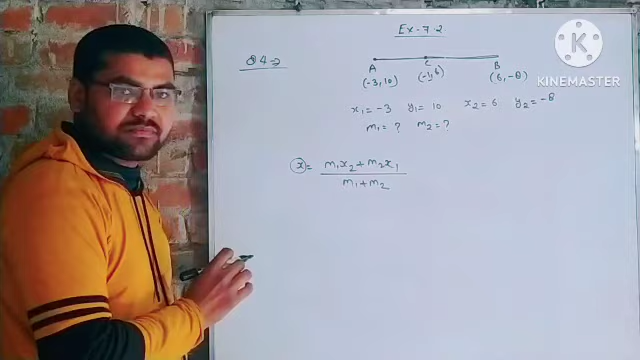 Ex-7.2
Q4→
A C B
(-3,10) (-1,6) (6,-8)
x₁=-3 y₁=10 x₂=6 y₂=-8
m₁=? m₂=?
x = m₁x₂+m₂x₁
m₁+m₂
K
KINEMASTER